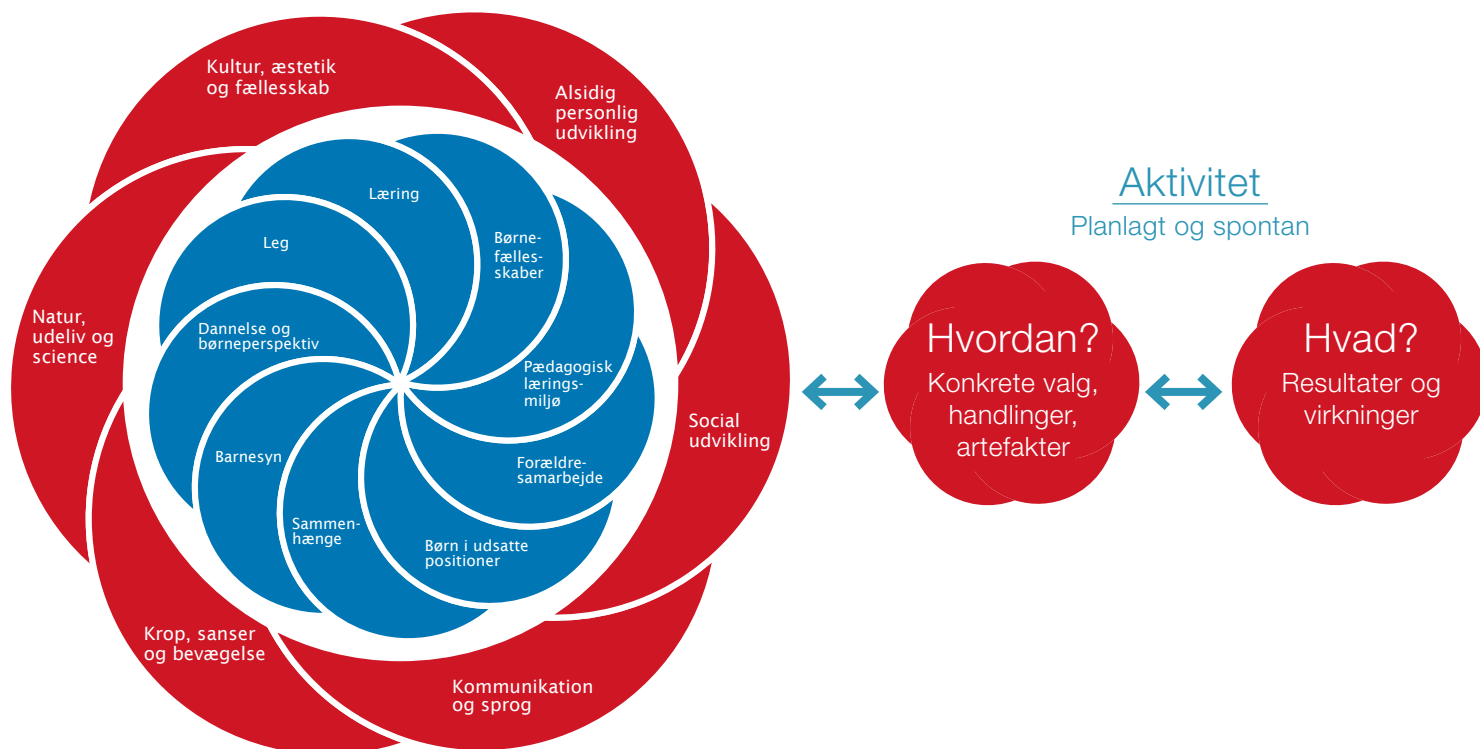 Kultur, æstetik
og fællesskab
Alsidig
personlig
udvikling
Natur,
udeliv og
science
Social
udvikling
Krop, sanser
og bevægelse
Kommunikation
og sprog
Læring
Leg
Børne-
fælles-
skaber
Dannelse og
børneperspektiv
Pædagogisk
lærings-
miljø
Barnesyn
Forældre-
samarbejde
Sammen-
hænge
Børn i udsatte
positioner
Aktivitet
Planlagt og spontan
Hvordan?
Konkrete valg,
handlinger,
artefakter
Hvad?
Resultater og
virkninger